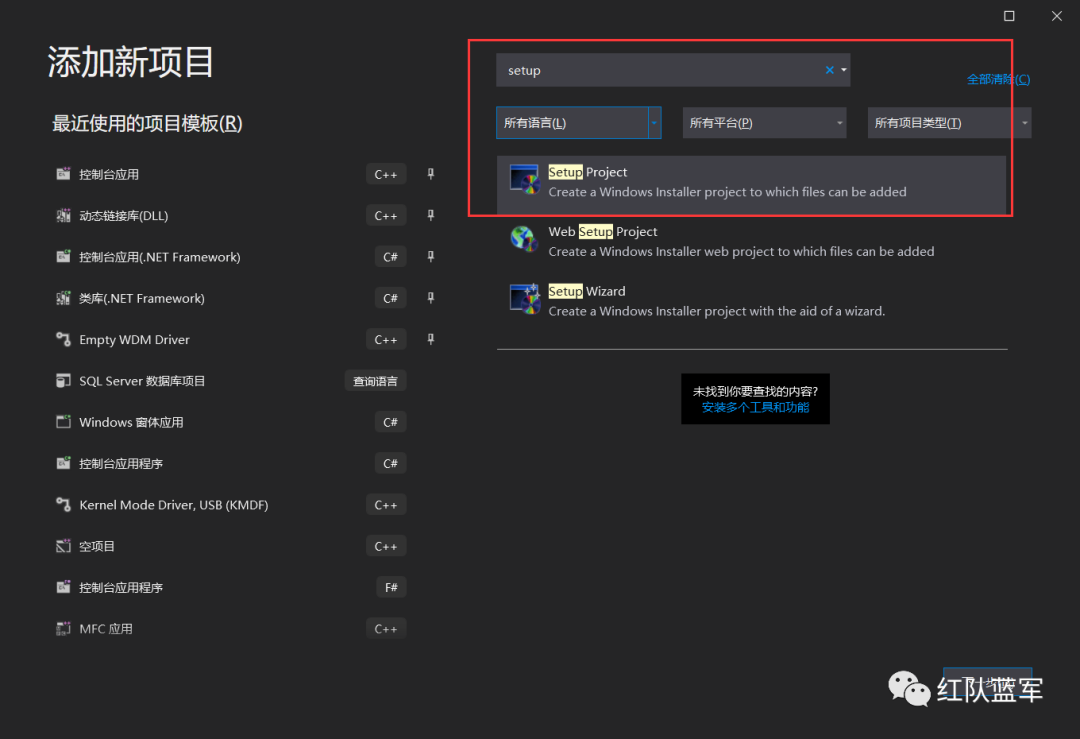 添加新项目
最近使用的项目模板(R)
控制台应用 C++
动态链接库(DLL) C++
控制台应用(.NET Framework) C#
类库(.NET Framework) C#
Empty WDM Driver C++
SQL Server 数据库项目 查询语言
Windows 窗体应用 C#
控制台应用程序 C#
Kernel Mode Driver, USB (KMDF) C++
空项目 C++
控制台应用程序 F#
MFC 应用 C++
setup
全部清除(C)
所有语言(L) 所有平台(P) 所有项目类型(T)
Setup Project
Create a Windows Installer project to which files can be added
Web Setup Project
Create a Windows Installer web project to which files can be added
Setup Wizard
Create a Windows Installer project with the aid of a wizard.
未找到你要查找的内容?
安装多个工具和功能
红队蓝军